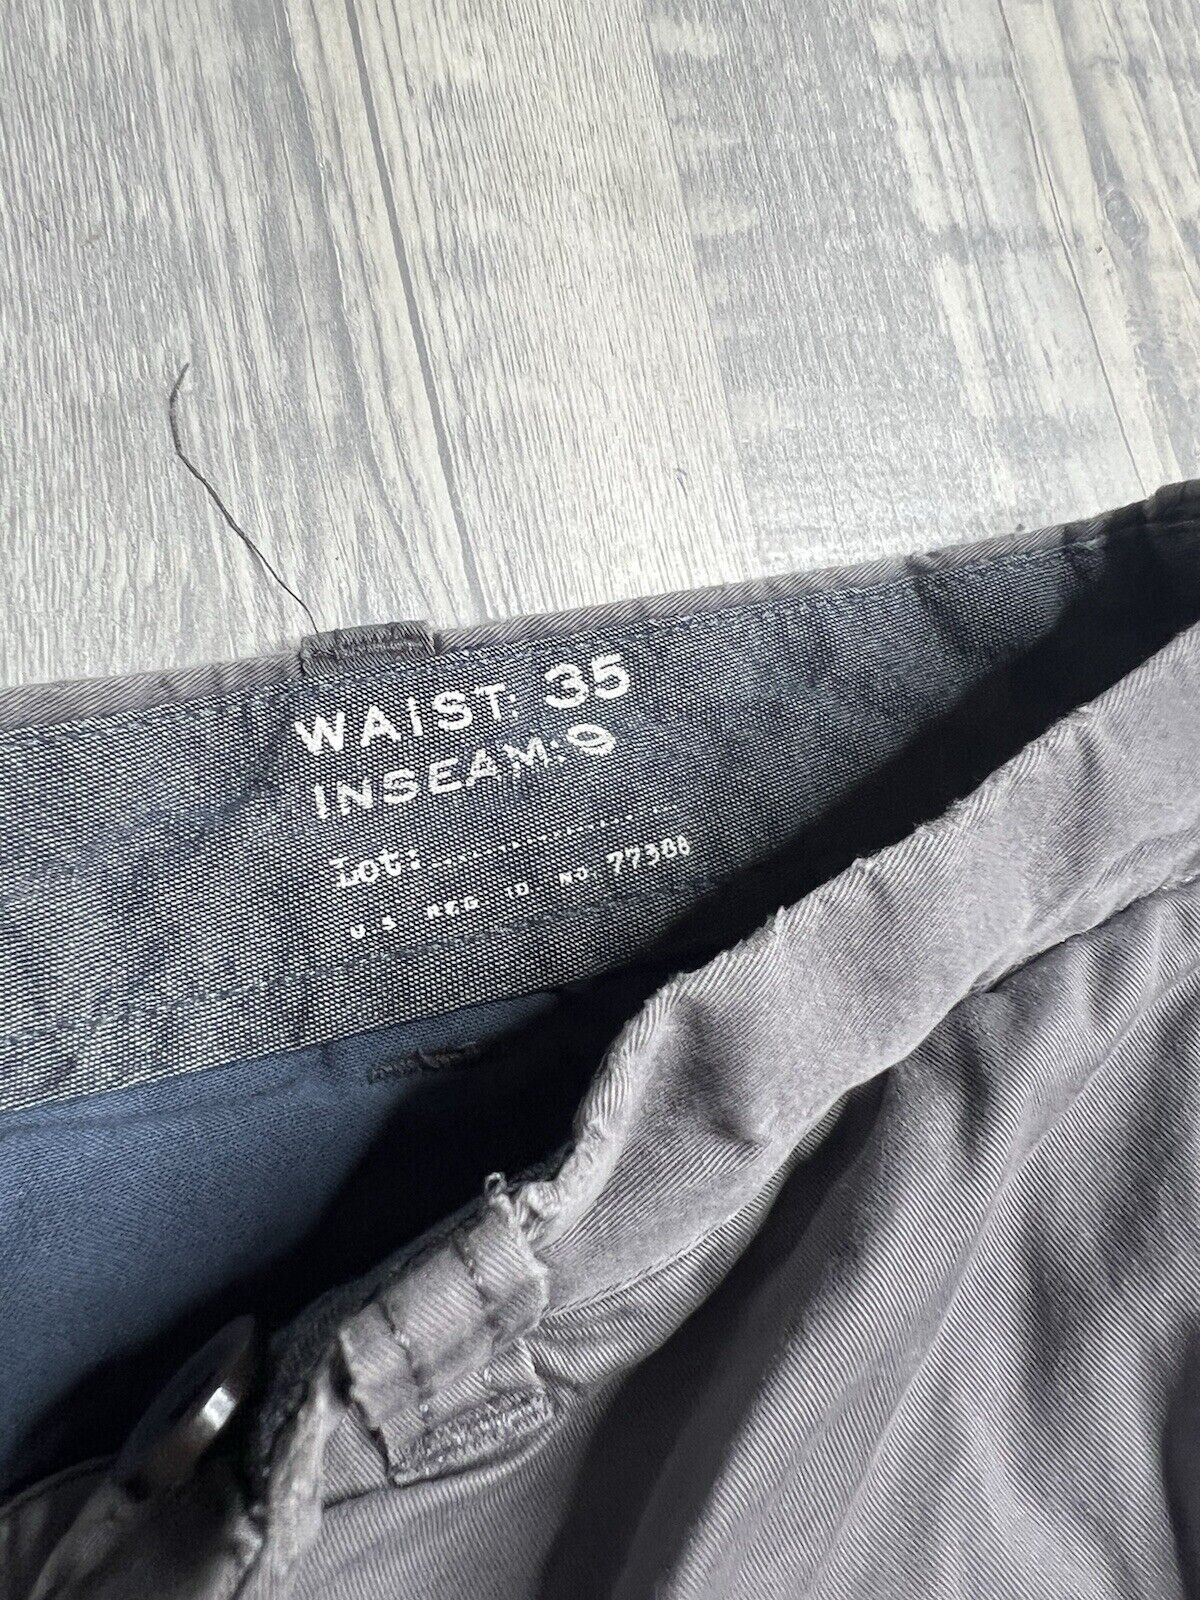 WAIST: 35
INSEAM: 9
Lot:
U.S REG ID NO. 77388